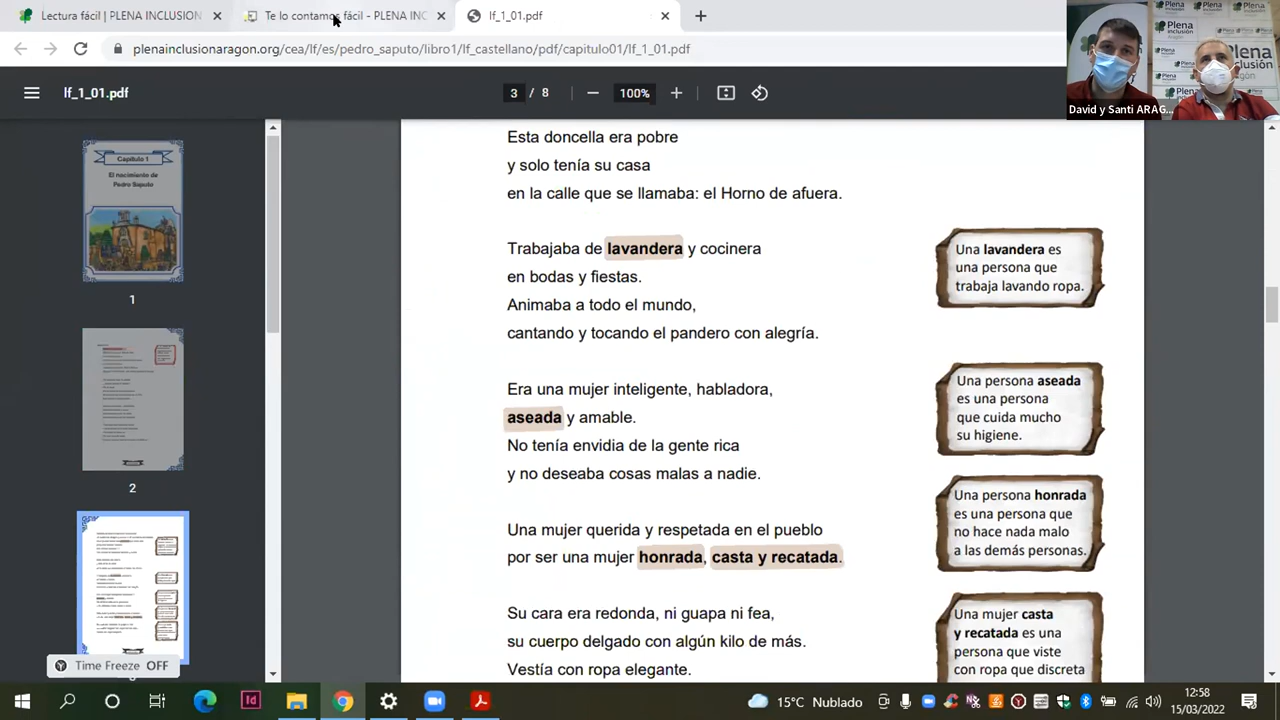 Lectura fácil | PLENA INCLUSIÓN
Te lo contamos fácil - PLENA INC
lf_1_01.pdf
plenainclusionaragon.org/cea/lf/es/pedro_saputo/libro1/lf_castellano/pdf/capitulo01/lf_1_01.pdf
lf_1_01.pdf
3 / 8
100%
Plena
inclusión
Aragón
Plena
inclusión
David y Santi ARAG...
Capítulo 1
El nacimiento de
Pedro Saputo
1
2
Esta doncella era pobre
y solo tenía su casa
en la calle que se llamaba: el Horno de afuera.
Trabajaba de lavandera y cocinera
en bodas y fiestas.
Animaba a todo el mundo,
cantando y tocando el pandero con alegría.
Una lavandera es
una persona que
trabaja lavando ropa.
Era una mujer inteligente, habladora,
aseada y amable.
No tenía envidia de la gente rica
y no deseaba cosas malas a nadie.
Una persona aseada
es una persona
que cuida mucho
su higiene.
Una mujer querida y respetada en el pueblo
por ser una mujer honrada, casta y recatada.
Una persona honrada
es una persona que
no hace nada malo
a las demás personas.
Su cara era redonda, ni guapa ni fea,
su cuerpo delgado con algún kilo de más.
Vestía con ropa elegante.
Una mujer casta
y recatada es una
persona que viste
con ropa que discreta
Time Freeze OFF
15°C Nublado
12:58
15/03/2022